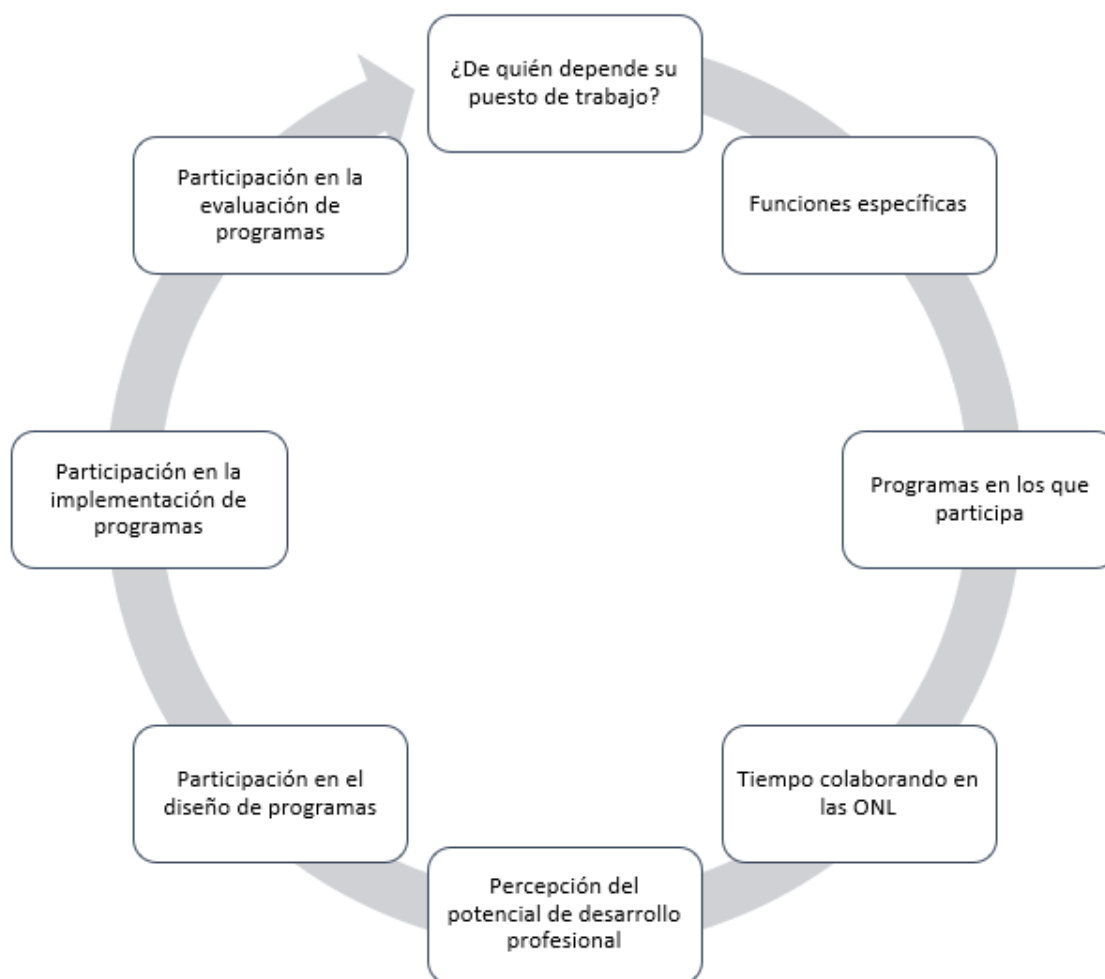 ¿De quién depende su
puesto de trabajo?
Funciones específicas
Programas en los que
participa
Tiempo colaborando en
las ONL
Percepción del
potencial de desarrollo
profesional
Participación en el
diseño de programas
Participación en la
implementación de
programas
Participación en la
evaluación de
programas